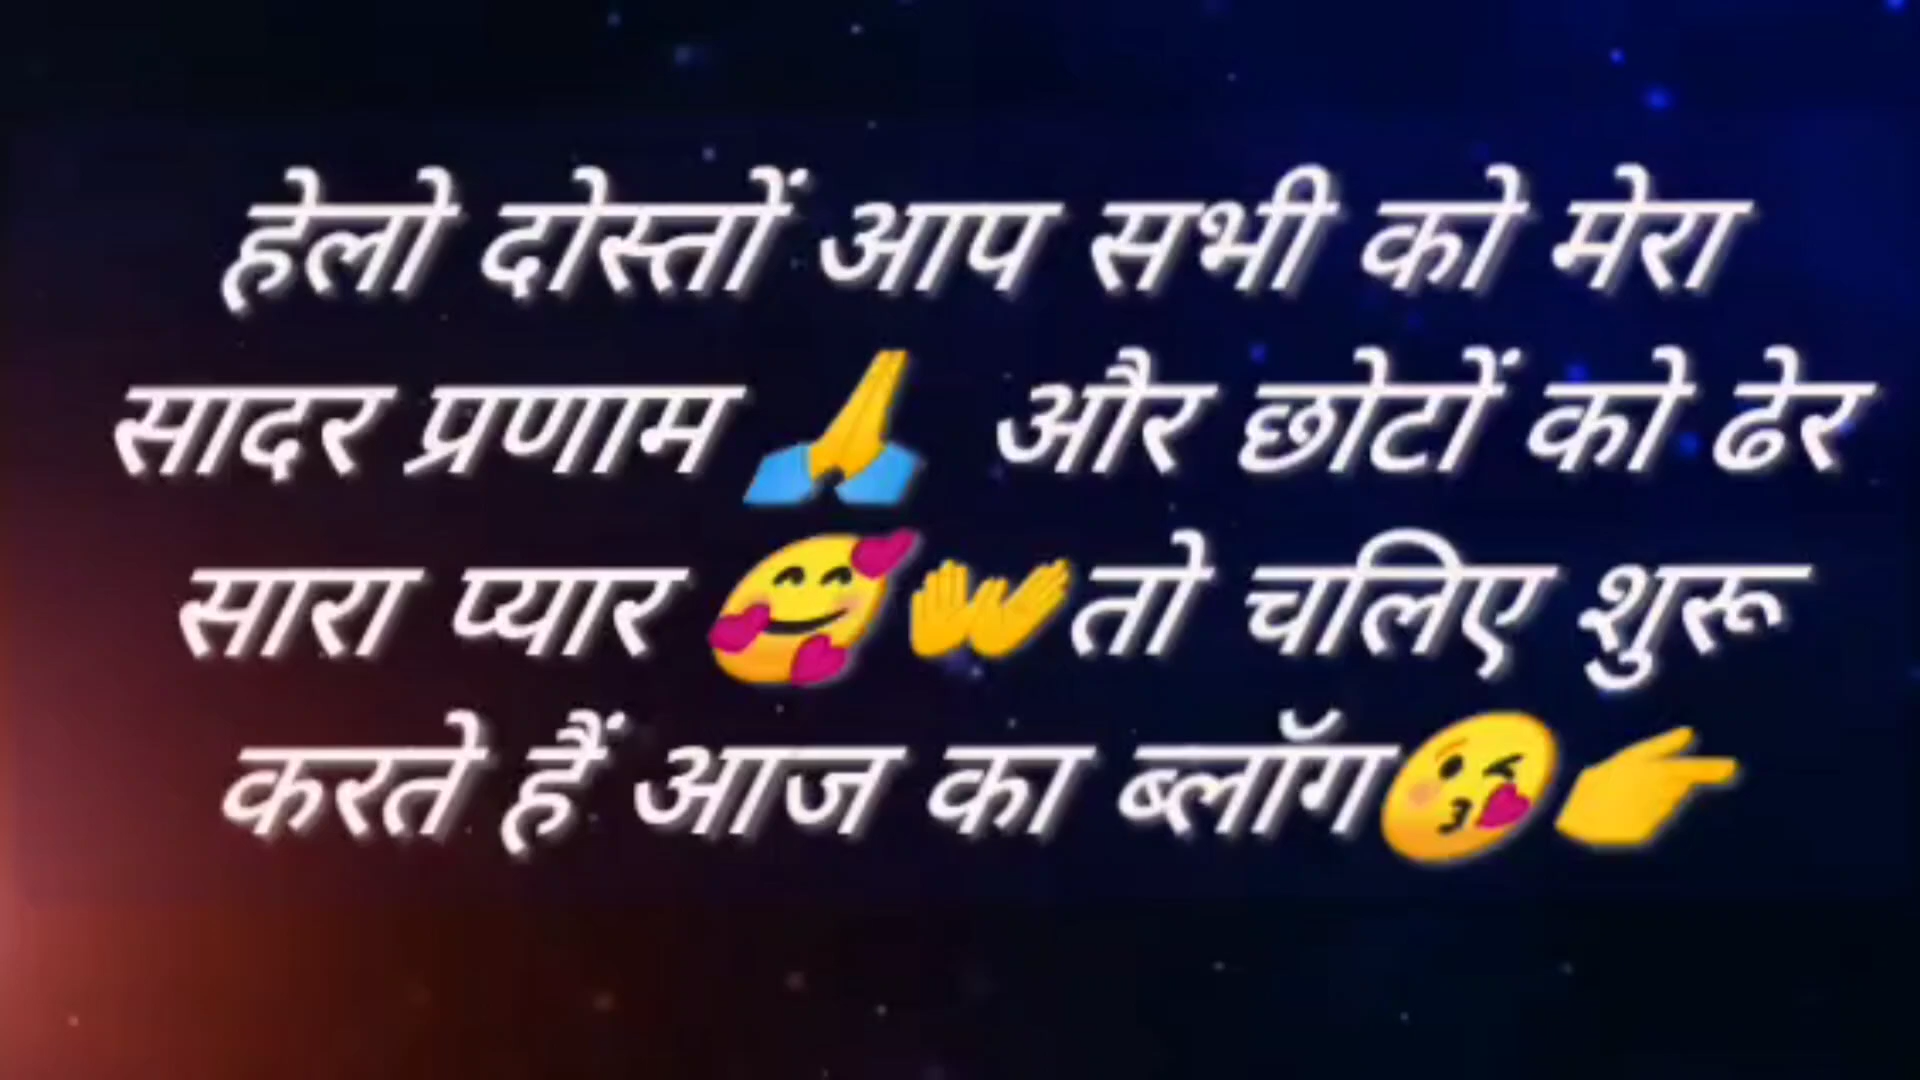 हेलो दोस्तों आप सभी को मेरा
सादर प्रणाम 🙏 और छोटों को ढेर
सारा प्यार 🥰👐तो चलिए शुरू
करते हैं आज का ब्लॉग😘👉